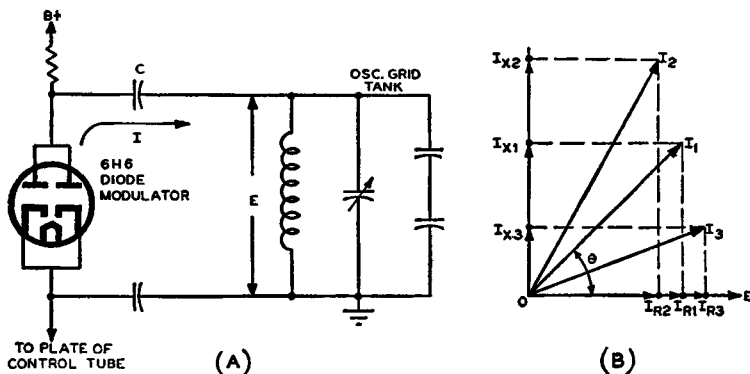 B+
C
OSC. GRID
TANK
I
6H6
DIODE
MODULATOR
E
TO PLATE OF
CONTROL TUBE
(A)
IX2
I2
IX1
I1
IX3
I3
θ
O
IR2
IR1
IR3
E
(B)